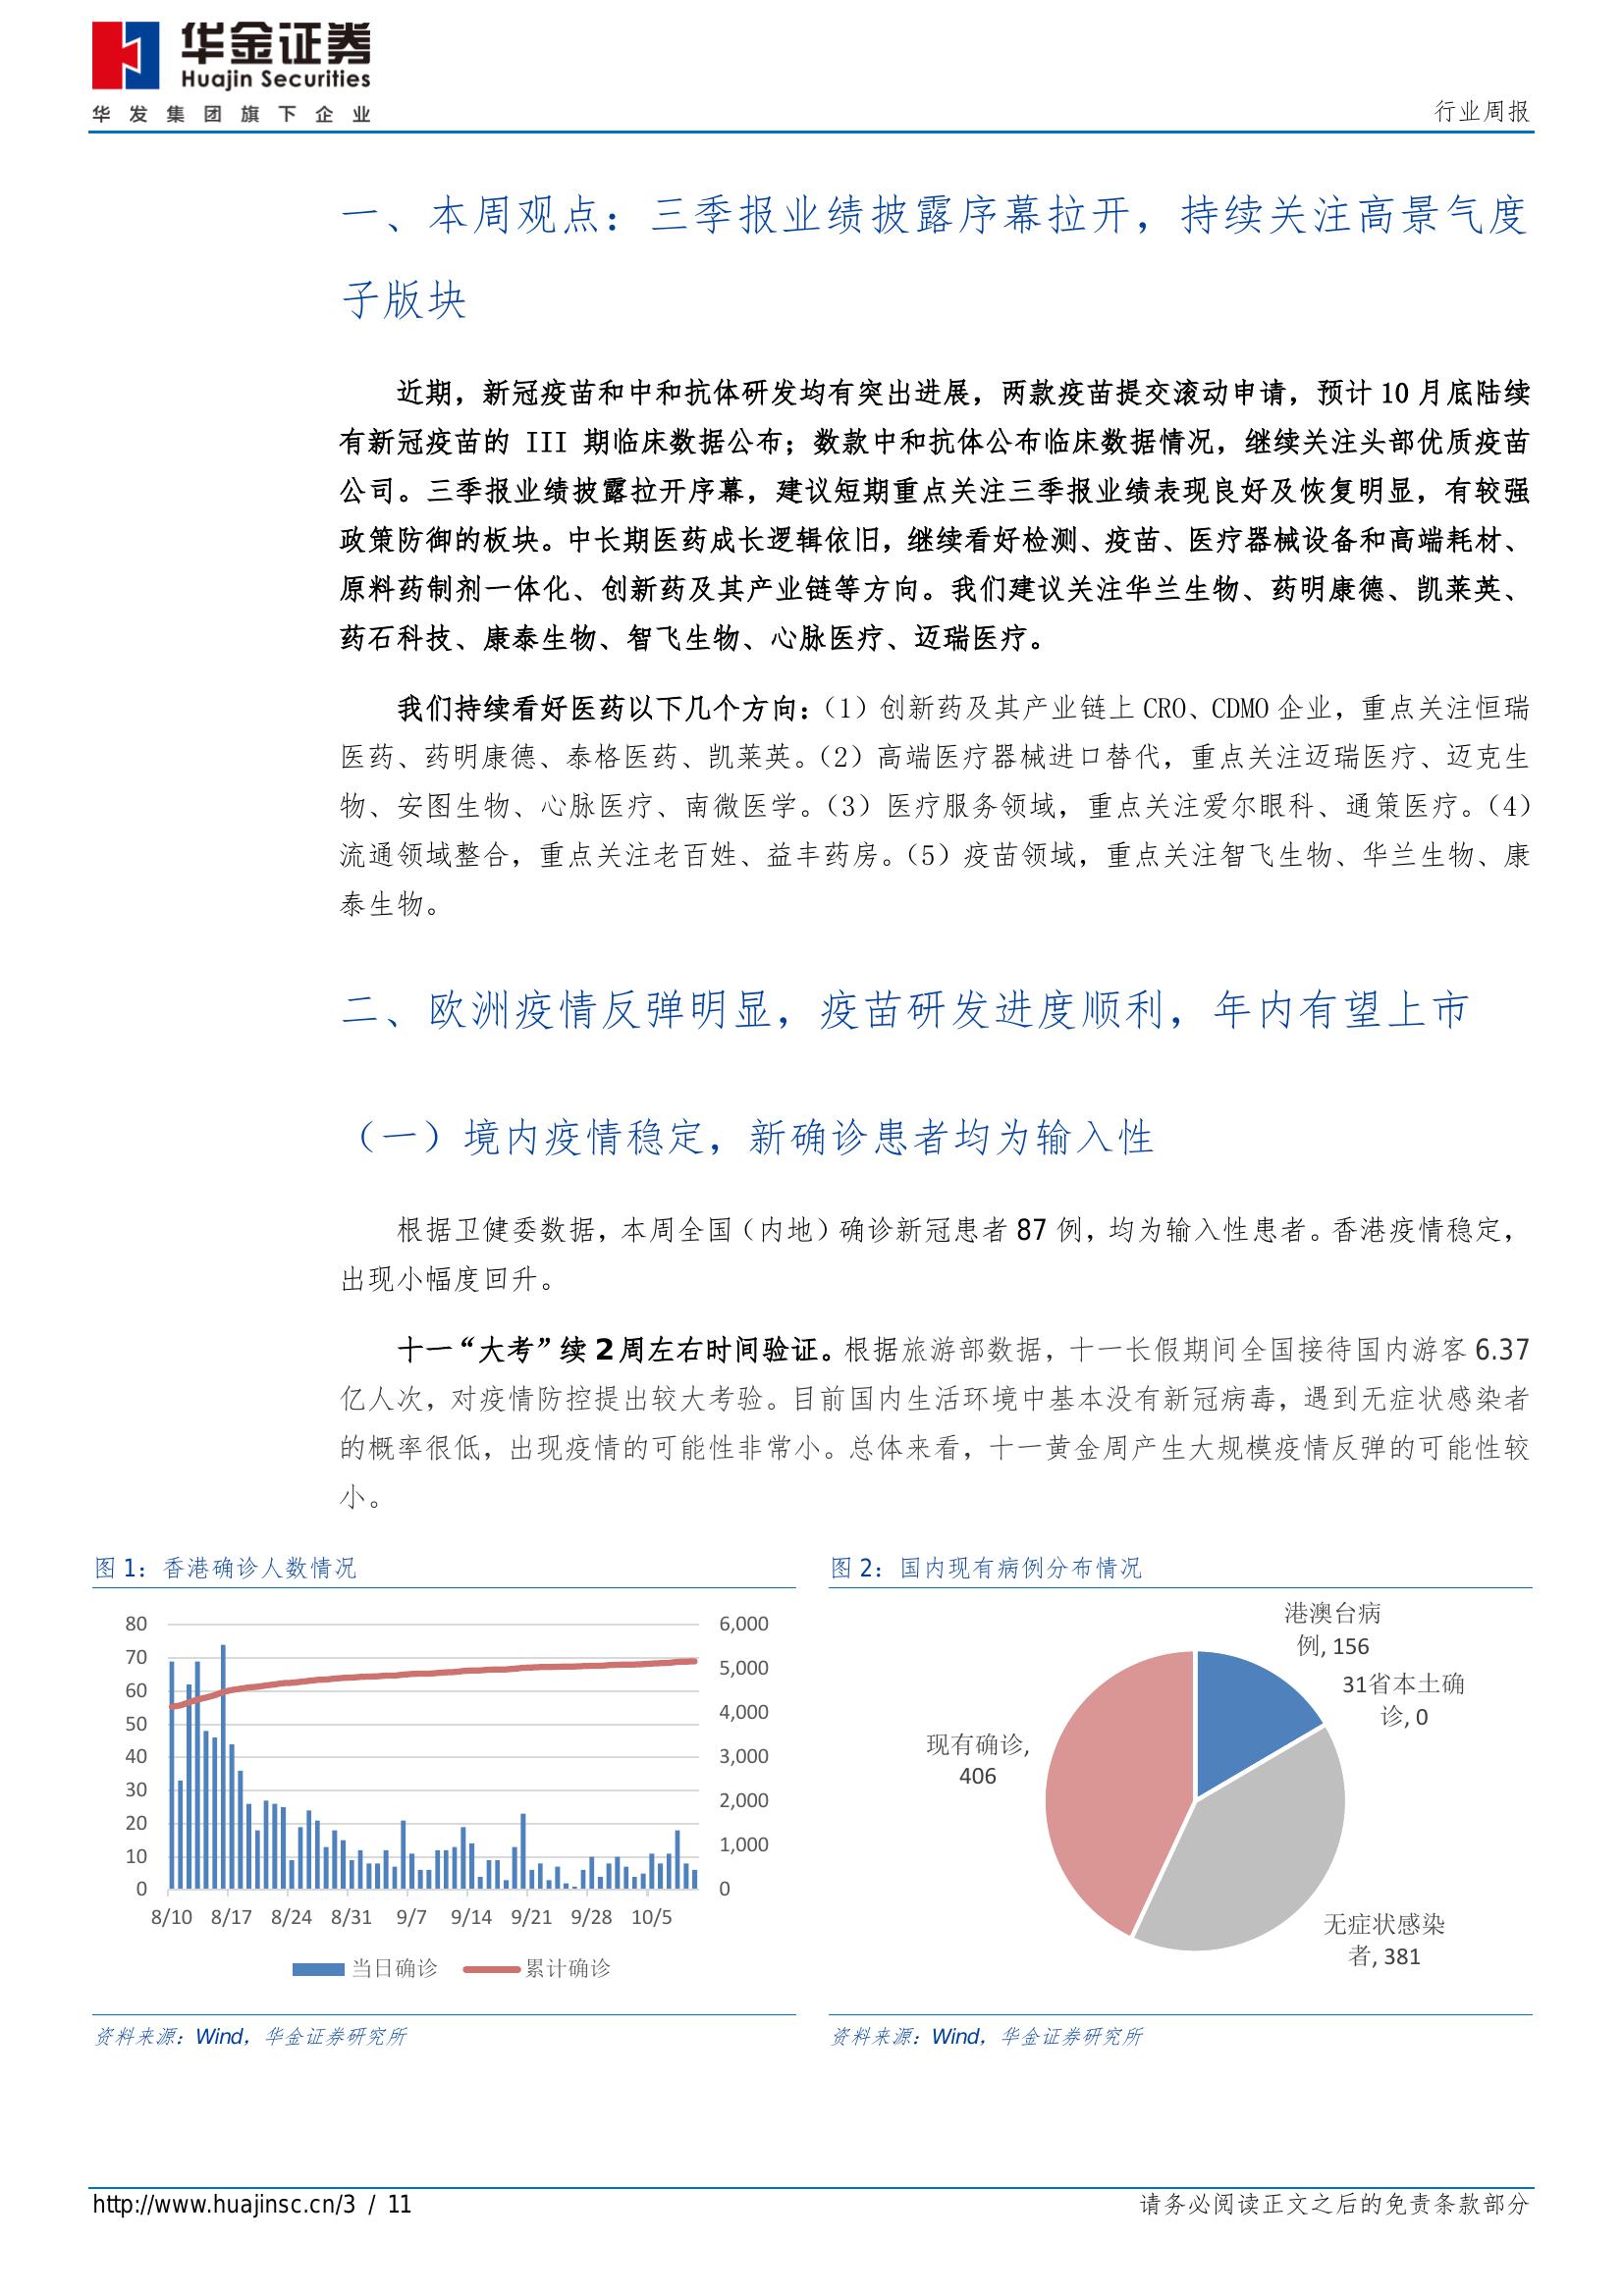 华金证券
Huajin Securities
华发集团旗下企业
行业周报
一、本周观点：三季报业绩披露序幕拉开，持续关注高景气度
子版块
近期，新冠疫苗和中和抗体研发均有突出进展，两款疫苗提交滚动申请，预计 10 月底陆续
有新冠疫苗的 III 期临床数据公布；数款中和抗体公布临床数据情况，继续关注头部优质疫苗
公司。三季报业绩披露拉开序幕，建议短期重点关注三季报业绩表现良好及恢复明显，有较强
政策防御的板块。中长期医药成长逻辑依旧，继续看好检测、疫苗、医疗器械设备和高端耗材、
原料药制剂一体化、创新药及其产业链等方向。我们建议关注华兰生物、药明康德、凯莱英、
药石科技、康泰生物、智飞生物、心脉医疗、迈瑞医疗。
我们持续看好医药以下几个方向：（1）创新药及其产业链上 CRO、CDMO 企业，重点关注恒瑞
医药、药明康德、泰格医药、凯莱英。（2）高端医疗器械进口替代，重点关注迈瑞医疗、迈克生
物、安图生物、心脉医疗、南微医学。（3）医疗服务领域，重点关注爱尔眼科、通策医疗。（4）
流通领域整合，重点关注老百姓、益丰药房。（5）疫苗领域，重点关注智飞生物、华兰生物、康
泰生物。
二、欧洲疫情反弹明显，疫苗研发进度顺利，年内有望上市
（一）境内疫情稳定，新确诊患者均为输入性
根据卫健委数据，本周全国（内地）确诊新冠患者 87 例，均为输入性患者。香港疫情稳定，
出现小幅度回升。
十一“大考”续 2 周左右时间验证。根据旅游部数据，十一长假期间全国接待国内游客 6.37
亿人次，对疫情防控提出较大考验。目前国内生活环境中基本没有新冠病毒，遇到无症状感染者
的概率很低，出现疫情的可能性非常小。总体来看，十一黄金周产生大规模疫情反弹的可能性较
小。
图 1：香港确诊人数情况
80
70
60
50
40
30
20
10
0
6,000
5,000
4,000
3,000
2,000
1,000
0
8/10 8/17 8/24 8/31 9/7 9/14 9/21 9/28 10/5
当日确诊 累计确诊
资料来源：Wind，华金证券研究所
图 2：国内现有病例分布情况
港澳台病
例, 156
31省本土确
诊, 0
现有确诊,
406
无症状感染
者, 381
资料来源：Wind，华金证券研究所
http://www.huajinsc.cn/3 / 11
请务必阅读正文之后的免责条款部分